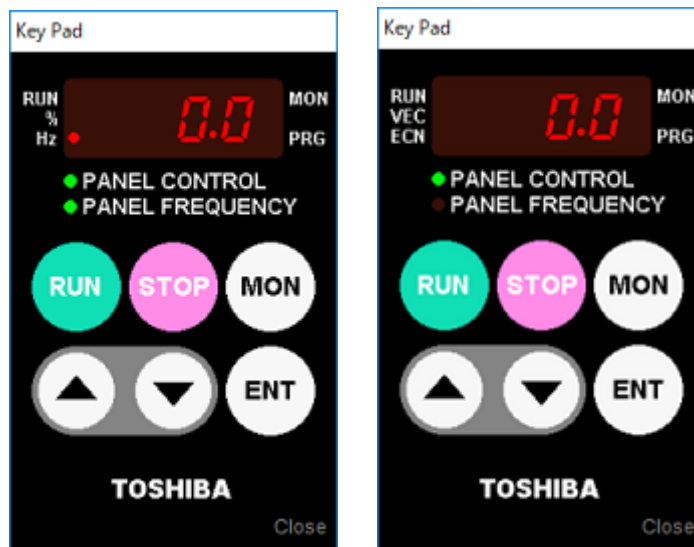 Key Pad
RUN
%
Hz
0.0
MON
PRG
PANEL CONTROL
PANEL FREQUENCY
RUN STOP MON
ENT
TOSHIBA
Close
Key Pad
RUN
VEC
ECN
0.0
MON
PRG
PANEL CONTROL
PANEL FREQUENCY
RUN STOP MON
ENT
TOSHIBA
Close